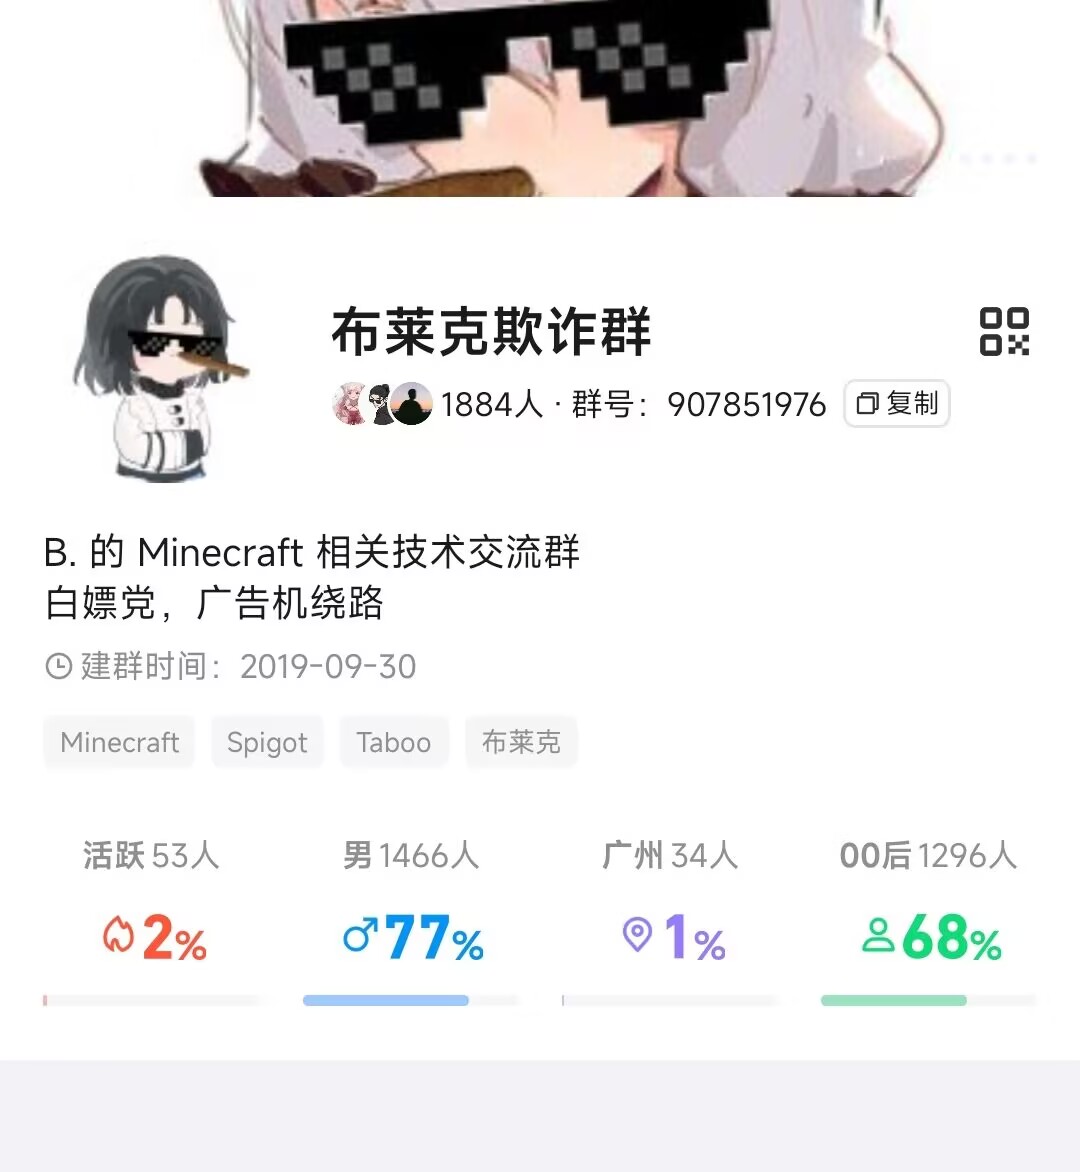 布莱克欺诈群
1884人 · 群号：907851976 复制
B. 的 Minecraft 相关技术交流群
白嫖党，广告机绕路
建群时间：2019-09-30
Minecraft Spigot Taboo 布莱克
活跃 53人 男 1466人 广州 34人 00后 1296人
2% 77% 1% 68%